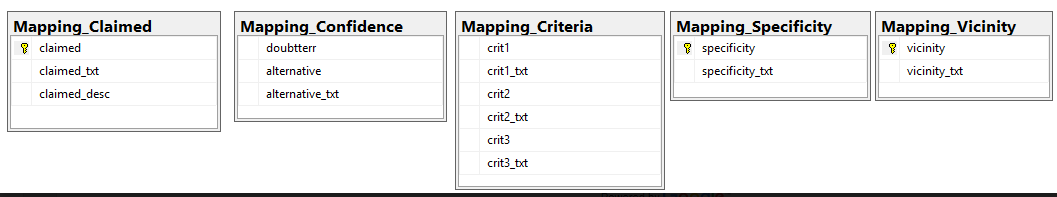 Mapping_Claimed
claimed
claimed_txt
claimed_desc
Mapping_Confidence
doubtterr
alternative
alternative_txt
Mapping_Criteria
crit1
crit1_txt
crit2
crit2_txt
crit3
crit3_txt
Mapping_Specificity
specificity
specificity_txt
Mapping_Vicinity
vicinity
vicinity_txt